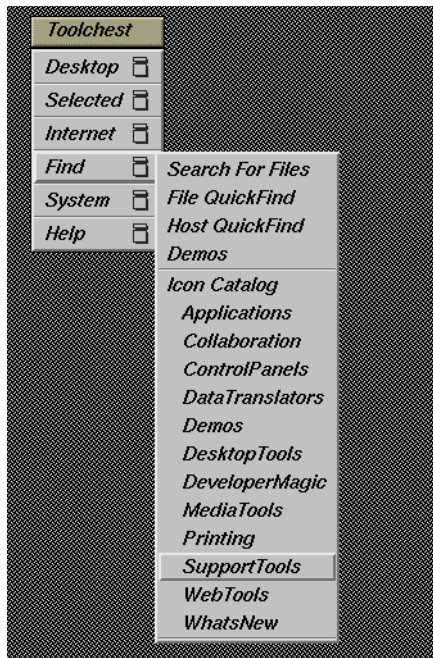 Toolchest
Desktop
Selected
Internet
Find
System
Help
Search For Files
File QuickFind
Host QuickFind
Demos
Icon Catalog
Applications
Collaboration
ControlPanels
DataTranslators
Demos
DesktopTools
DeveloperMagic
MediaTools
Printing
SupportTools
WebTools
WhatsNew